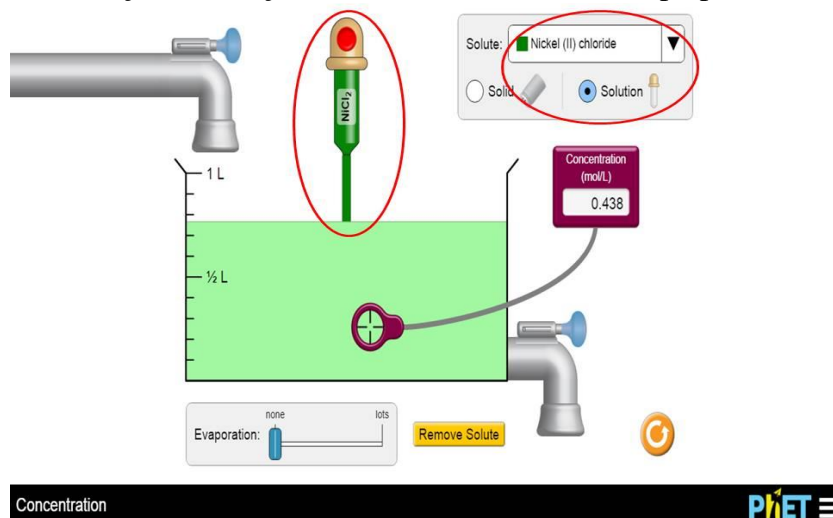 Solute: Nickel (II) chloride
Solid
Solution
NiCl2
Concentration
(mol/L)
0.438
1 L
½ L
none
lots
Evaporation:
Remove Solute
Concentration
PhET